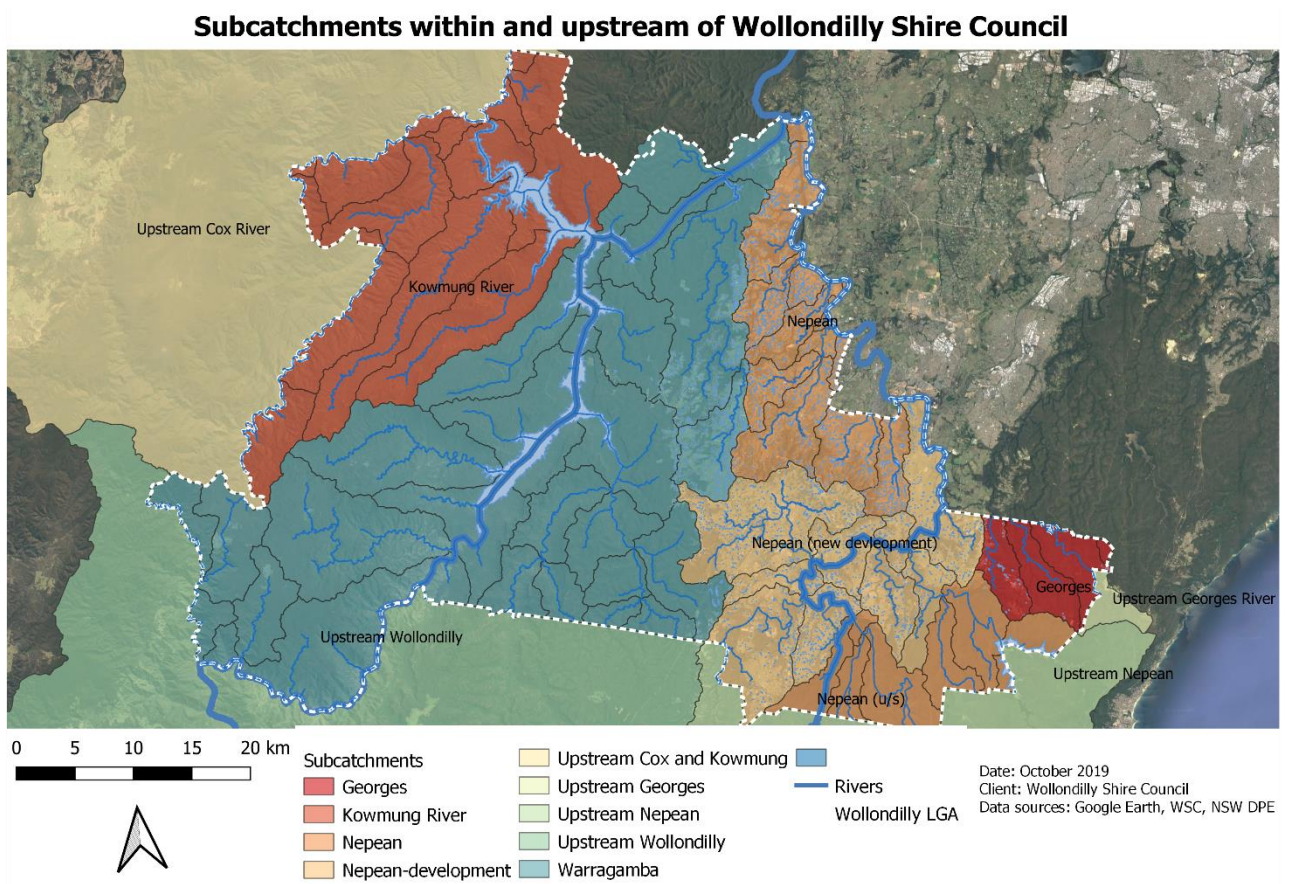 Subcatchments within and upstream of Wollondilly Shire Council
Upstream Cox River
Kowmung River
Nepean
Nepean (new devleopment)
Georges
Upstream Georges River
Upstream Wollondilly
Upstream Nepean
Nepean (u/s)
0 5 10 15 20 km
Subcatchments
Georges
Kowmung River
Nepean
Nepean-development
Upstream Cox and Kowmung
Upstream Georges
Upstream Nepean
Upstream Wollondilly
Warragamba
Rivers
Wollondilly LGA
Date: October 2019
Client: Wollondilly Shire Council
Data sources: Google Earth, WSC, NSW DPE